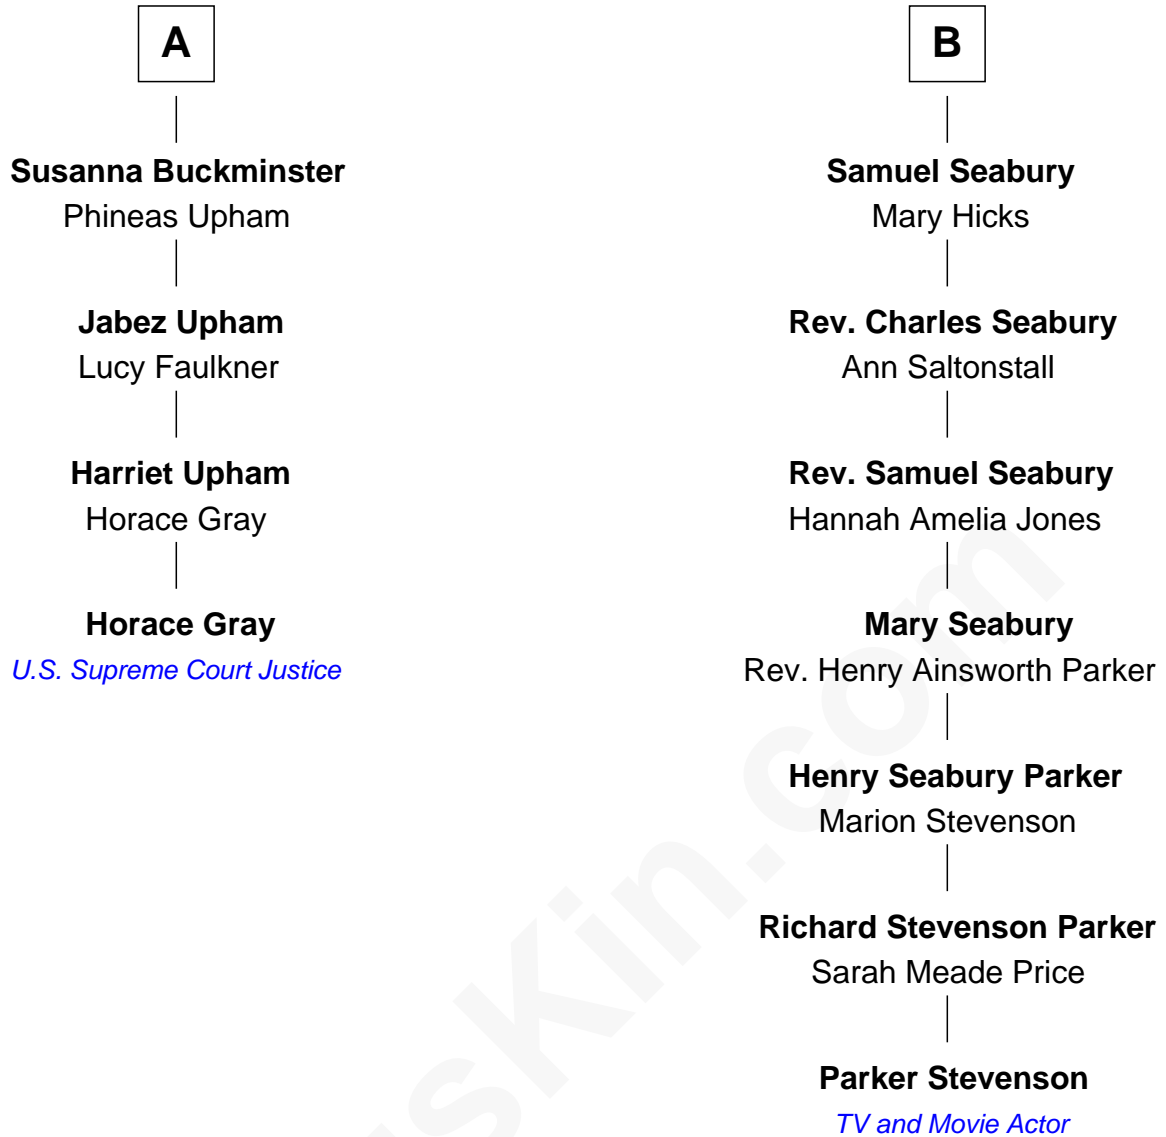 A
Susanna Buckminster
Phineas Upham
Jabez Upham
Lucy Faulkner
Harriet Upham
Horace Gray
Horace Gray
U.S. Supreme Court Justice
B
Samuel Seabury
Mary Hicks
Rev. Charles Seabury
Ann Saltonstall
Rev. Samuel Seabury
Hannah Amelia Jones
Mary Seabury
Rev. Henry Ainsworth Parker
Henry Seabury Parker
Marion Stevenson
Richard Stevenson Parker
Sarah Meade Price
Parker Stevenson
TV and Movie Actor
sKin.com